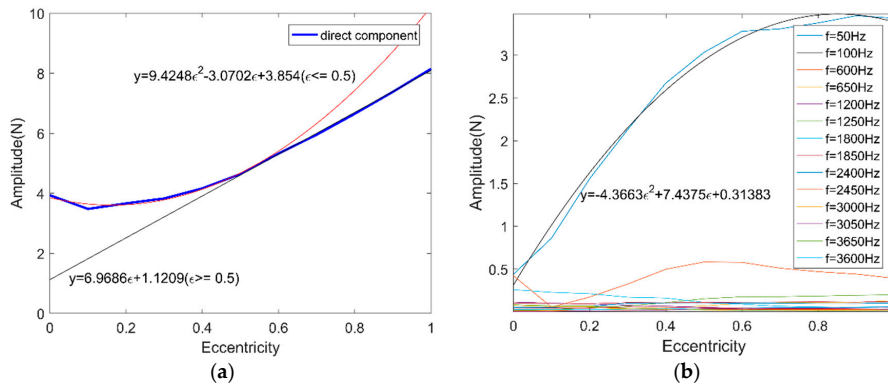 10
8
6
4
2
0
0
0.2
0.4
0.6
0.8
1
Amplitude(N)
Eccentricity
direct component
y=9.4248ϵ²-3.0702ϵ+3.854(ϵ<= 0.5)
y=6.9686ϵ+1.1209(ϵ>= 0.5)
(a)
3
2.5
2
1.5
1
0.5
0
0.2
0.4
0.6
0.8
Amplitude(N)
Eccentricity
y=-4.3663ϵ²+7.4375ϵ+0.31383
f=50Hz
f=100Hz
f=600Hz
f=650Hz
f=1200Hz
f=1250Hz
f=1800Hz
f=1850Hz
f=2400Hz
f=2450Hz
f=3000Hz
f=3050Hz
f=3650Hz
f=3600Hz
(b)